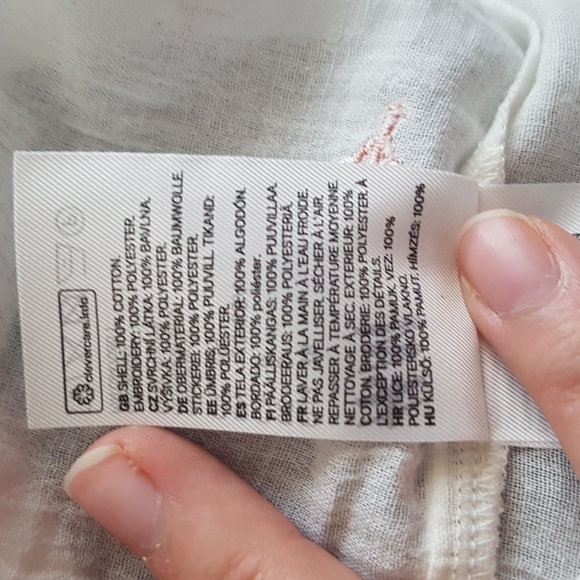 clevercare.info
GB SHELL: 100% COTTON.
EMBROIDERY: 100% POLYESTER.
CZ SVRCHNÍ LÁTKA: 100% BAVLNA.
VÝŠIVKA: 100% POLYESTER.
DE OBERMATERIAL: 100% BAUMWOLLE.
STICKEREI: 100% POLYESTER.
EE ÜMBRIS: 100% PUUVILL. TIKAND:
100% POLÜESTER.
ES TELA EXTERIOR: 100% ALGODÓN.
BORDADO: 100% poliéster.
FI PÄÄLLISKANGAS: 100% PUUVILLAA.
BRODEERAUS: 100% POLYESTERIÄ.
FR LAVER À LA MAIN À L'EAU FROIDE.
NE PAS JAVELLISER. SÉCHER À L'AIR.
REPASSER À TEMPÉRATURE MOYENNE.
NETTOYAGE À SEC. EXTERIEUR: 100%
COTON, BRODERIE: 100% POLYESTER, À
L'EXCEPTION DES DÉTAILS.
HR LICE: 100% PAMUK. VEZ: 100%
POLIESTERSKO VLAKNO.
HU KÜLSŐ: 100% PAMUT. HÍMZÉS: 100%